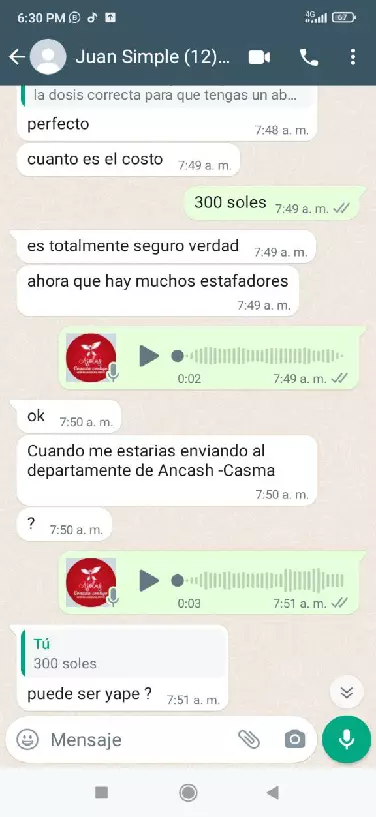 6:30 PM
4G
67
Juan Simple (12)...
la dosis correcta para que tengas un ab...
perfecto
7:48 a. m.
cuanto es el costo
7:49 a. m.
300 soles
7:49 a. m.
es totalmente seguro verdad
7:49 a. m.
ahora que hay muchos estafadores
7:49 a. m.
0:02
7:49 a. m.
ok
7:50 a. m.
Cuando me estarias enviando al
departamente de Ancash -Casma
7:50 a. m.
?
7:50 a. m.
0:03
7:51 a. m.
Tú
300 soles
puede ser yape ?
7:51 a. m.
Mensaje